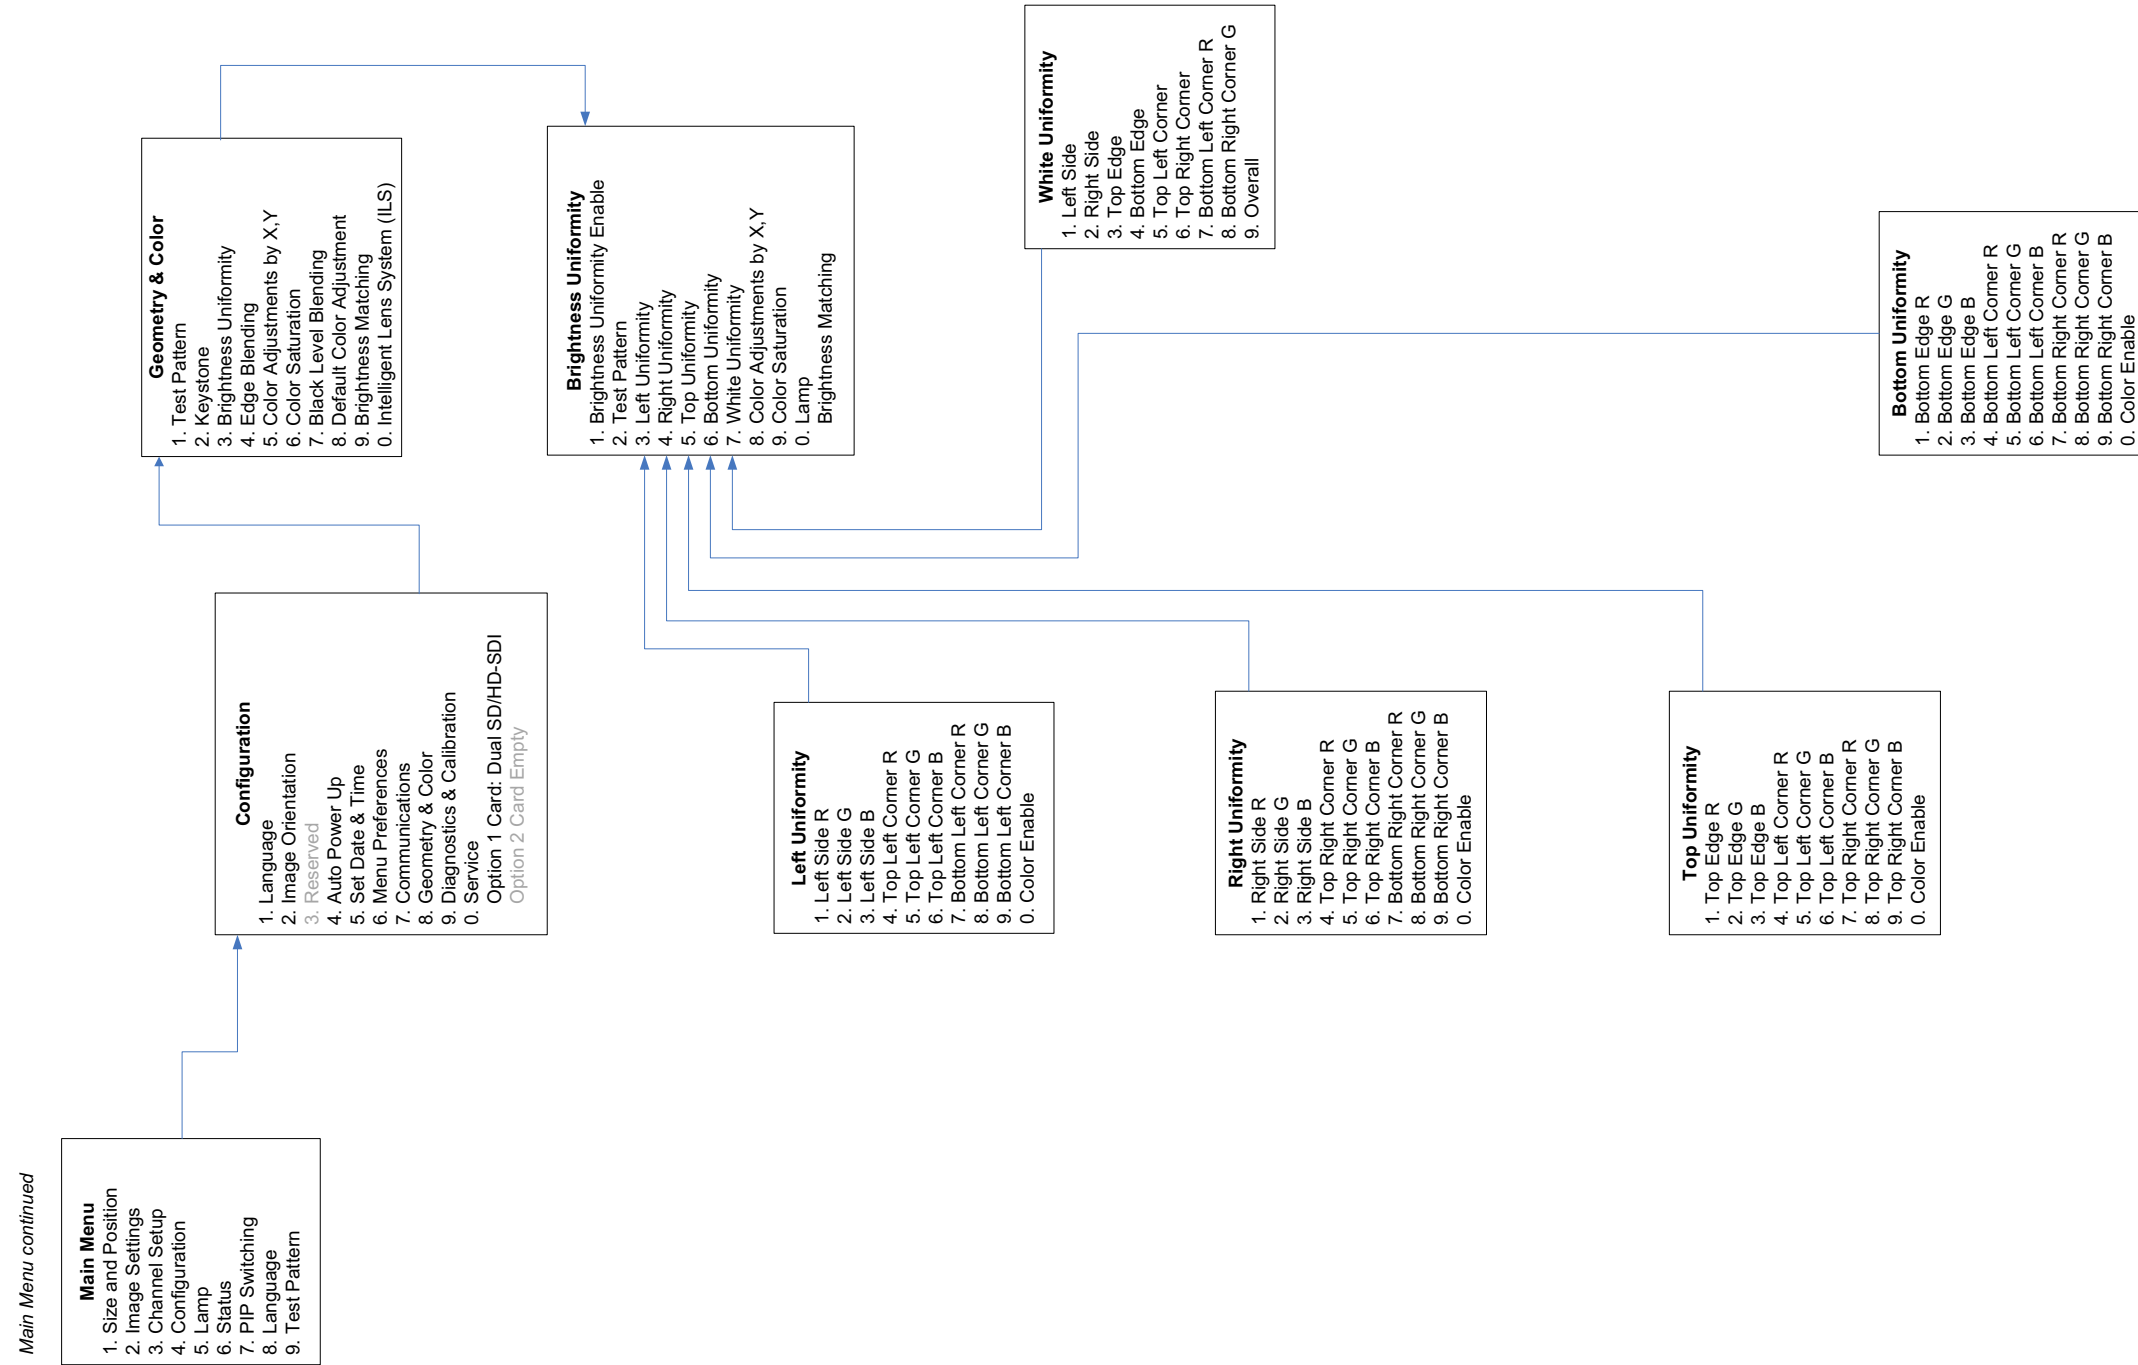 Main Menu continued
Main Menu
1. Size and Position
2. Image Settings
3. Channel Setup
4. Configuration
5. Lamp
6. Status
7. PIP Switching
8. Language
9. Test Pattern
Configuration
1. Language
2. Image Orientation
3. Reserved
4. Auto Power Up
5. Set Date & Time
6. Menu Preferences
7. Communications
8. Geometry & Color
9. Diagnostics & Calibration
0. Service
Option 1 Card: Dual SD/HD-SDI
Option 2 Card Empty
Geometry & Color
1. Test Pattern
2. Keystone
3. Brightness Uniformity
4. Edge Blending
5. Color Adjustments by X,Y
6. Color Saturation
7. Black Level Blending
8. Default Color Adjustment
9. Brightness Matching
0. Intelligent Lens System (ILS)
Brightness Uniformity
1. Brightness Uniformity Enable
2. Test Pattern
3. Left Uniformity
4. Right Uniformity
5. Top Uniformity
6. Bottom Uniformity
7. White Uniformity
8. Color Adjustments by X,Y
9. Color Saturation
0. Lamp
Brightness Matching
Left Uniformity
1. Left Side R
2. Left Side G
3. Left Side B
4. Top Left Corner R
5. Top Left Corner G
6. Top Left Corner B
7. Bottom Left Corner R
8. Bottom Left Corner G
9. Bottom Left Corner B
0. Color Enable
Right Uniformity
1. Right Side R
2. Right Side G
3. Right Side B
4. Top Right Corner R
5. Top Right Corner G
6. Top Right Corner B
7. Bottom Right Corner R
8. Bottom Right Corner G
9. Bottom Right Corner B
0. Color Enable
Top Uniformity
1. Top Edge R
2. Top Edge G
3. Top Edge B
4. Top Left Corner R
5. Top Left Corner G
6. Top Left Corner B
7. Top Right Corner R
8. Top Right Corner G
9. Top Right Corner B
0. Color Enable
White Uniformity
1. Left Side
2. Right Side
3. Top Edge
4. Bottom Edge
5. Top Left Corner
6. Top Right Corner
7. Bottom Left Corner R
8. Bottom Right Corner G
9. Overall
Bottom Uniformity
1. Bottom Edge R
2. Bottom Edge G
3. Bottom Edge B
4. Bottom Left Corner R
5. Bottom Left Corner G
6. Bottom Left Corner B
7. Bottom Right Corner R
8. Bottom Right Corner G
9. Bottom Right Corner B
0. Color Enable